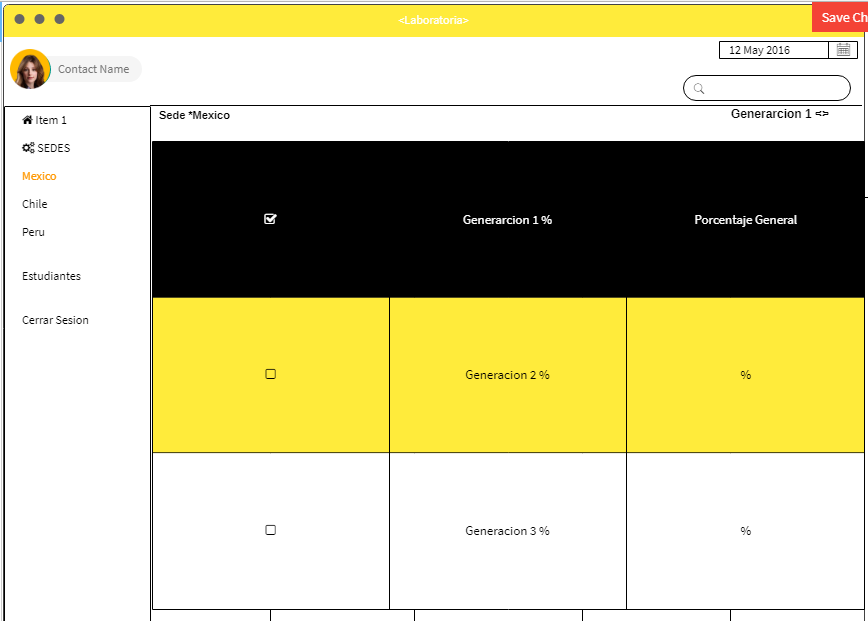 <Laboratoria>
Save Ch
12 May 2016
Contact Name
Sede *Mexico
Generarcion 1 <=>
Item 1
SEDES
Mexico
Chile
Peru
Estudiantes
Cerrar Sesion
Generarcion 1 %
Porcentaje General
Generacion 2 %
%
Generacion 3 %
%